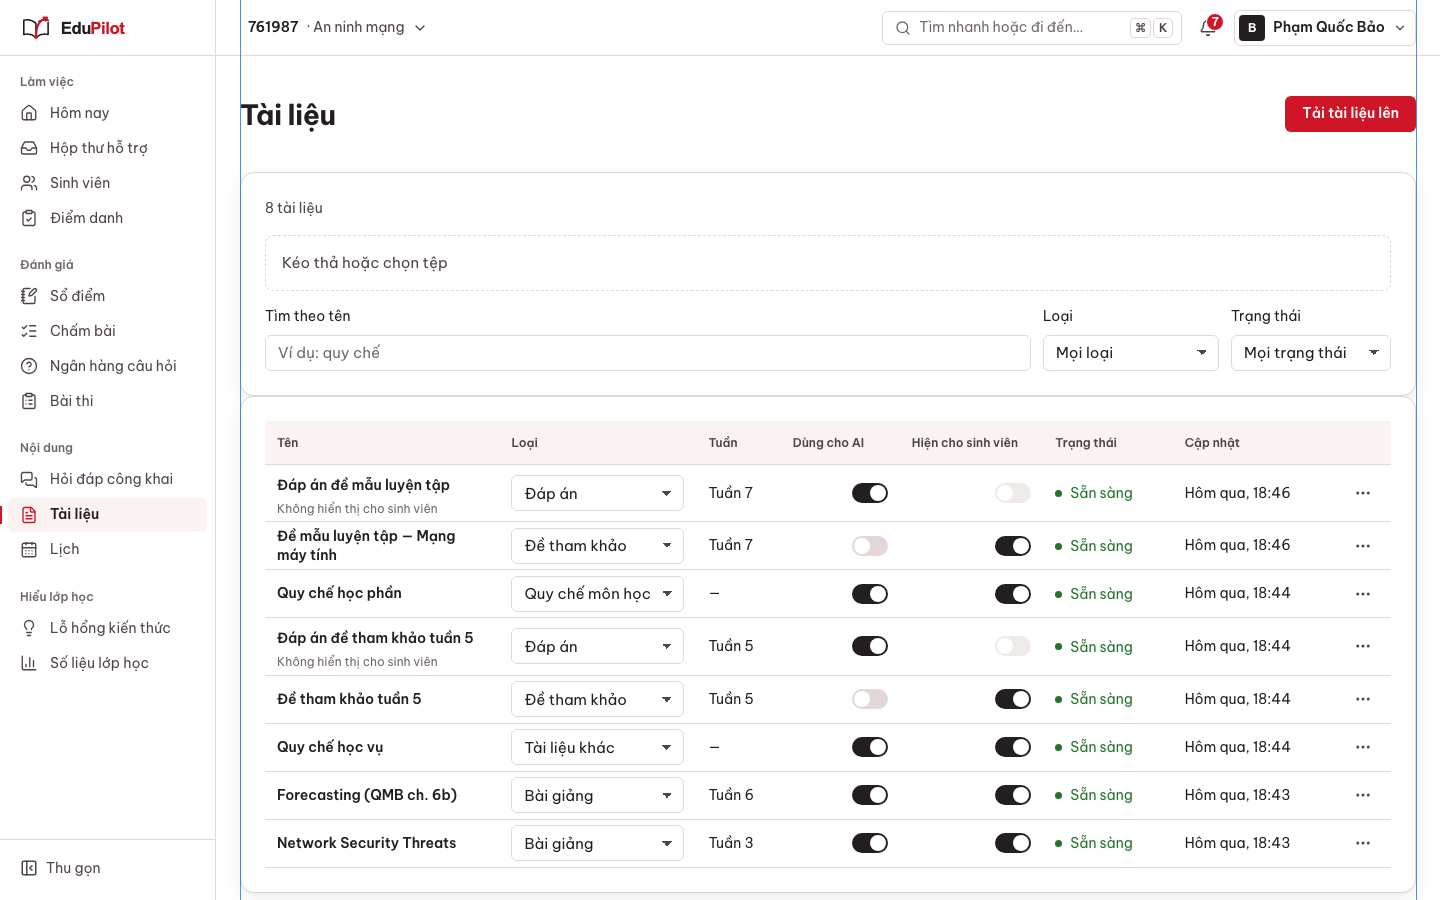 EduPilot
761987 · An ninh mạng
Tìm nhanh hoặc đi đến... ⌘ K
7
B Phạm Quốc Bảo
Làm việc
Hôm nay
Hộp thư hỗ trợ
Sinh viên
Điểm danh
Đánh giá
Sổ điểm
Chấm bài
Ngân hàng câu hỏi
Bài thi
Nội dung
Hỏi đáp công khai
Tài liệu
Lịch
Hiểu lớp học
Lỗ hổng kiến thức
Số liệu lớp học
Thu gọn
Tài liệu
Tải tài liệu lên
8 tài liệu
Kéo thả hoặc chọn tệp
Tìm theo tên Loại Trạng thái
Ví dụ: quy chế Mọi loại Mọi trạng thái
Tên Loại Tuần Dùng cho AI Hiện cho sinh viên Trạng thái Cập nhật
Đáp án đề mẫu luyện tập Đáp án Tuần 7 Sẵn sàng Hôm qua, 18:46
Không hiển thị cho sinh viên
Đề mẫu luyện tập — Mạng
máy tính Đề tham khảo Tuần 7 Sẵn sàng Hôm qua, 18:46
Quy chế học phần Quy chế môn học — Sẵn sàng Hôm qua, 18:44
Đáp án đề tham khảo tuần 5 Đáp án Tuần 5 Sẵn sàng Hôm qua, 18:44
Không hiển thị cho sinh viên
Đề tham khảo tuần 5 Đề tham khảo Tuần 5 Sẵn sàng Hôm qua, 18:44
Quy chế học vụ Tài liệu khác — Sẵn sàng Hôm qua, 18:44
Forecasting (QMB ch. 6b) Bài giảng Tuần 6 Sẵn sàng Hôm qua, 18:43
Network Security Threats Bài giảng Tuần 3 Sẵn sàng Hôm qua, 18:43